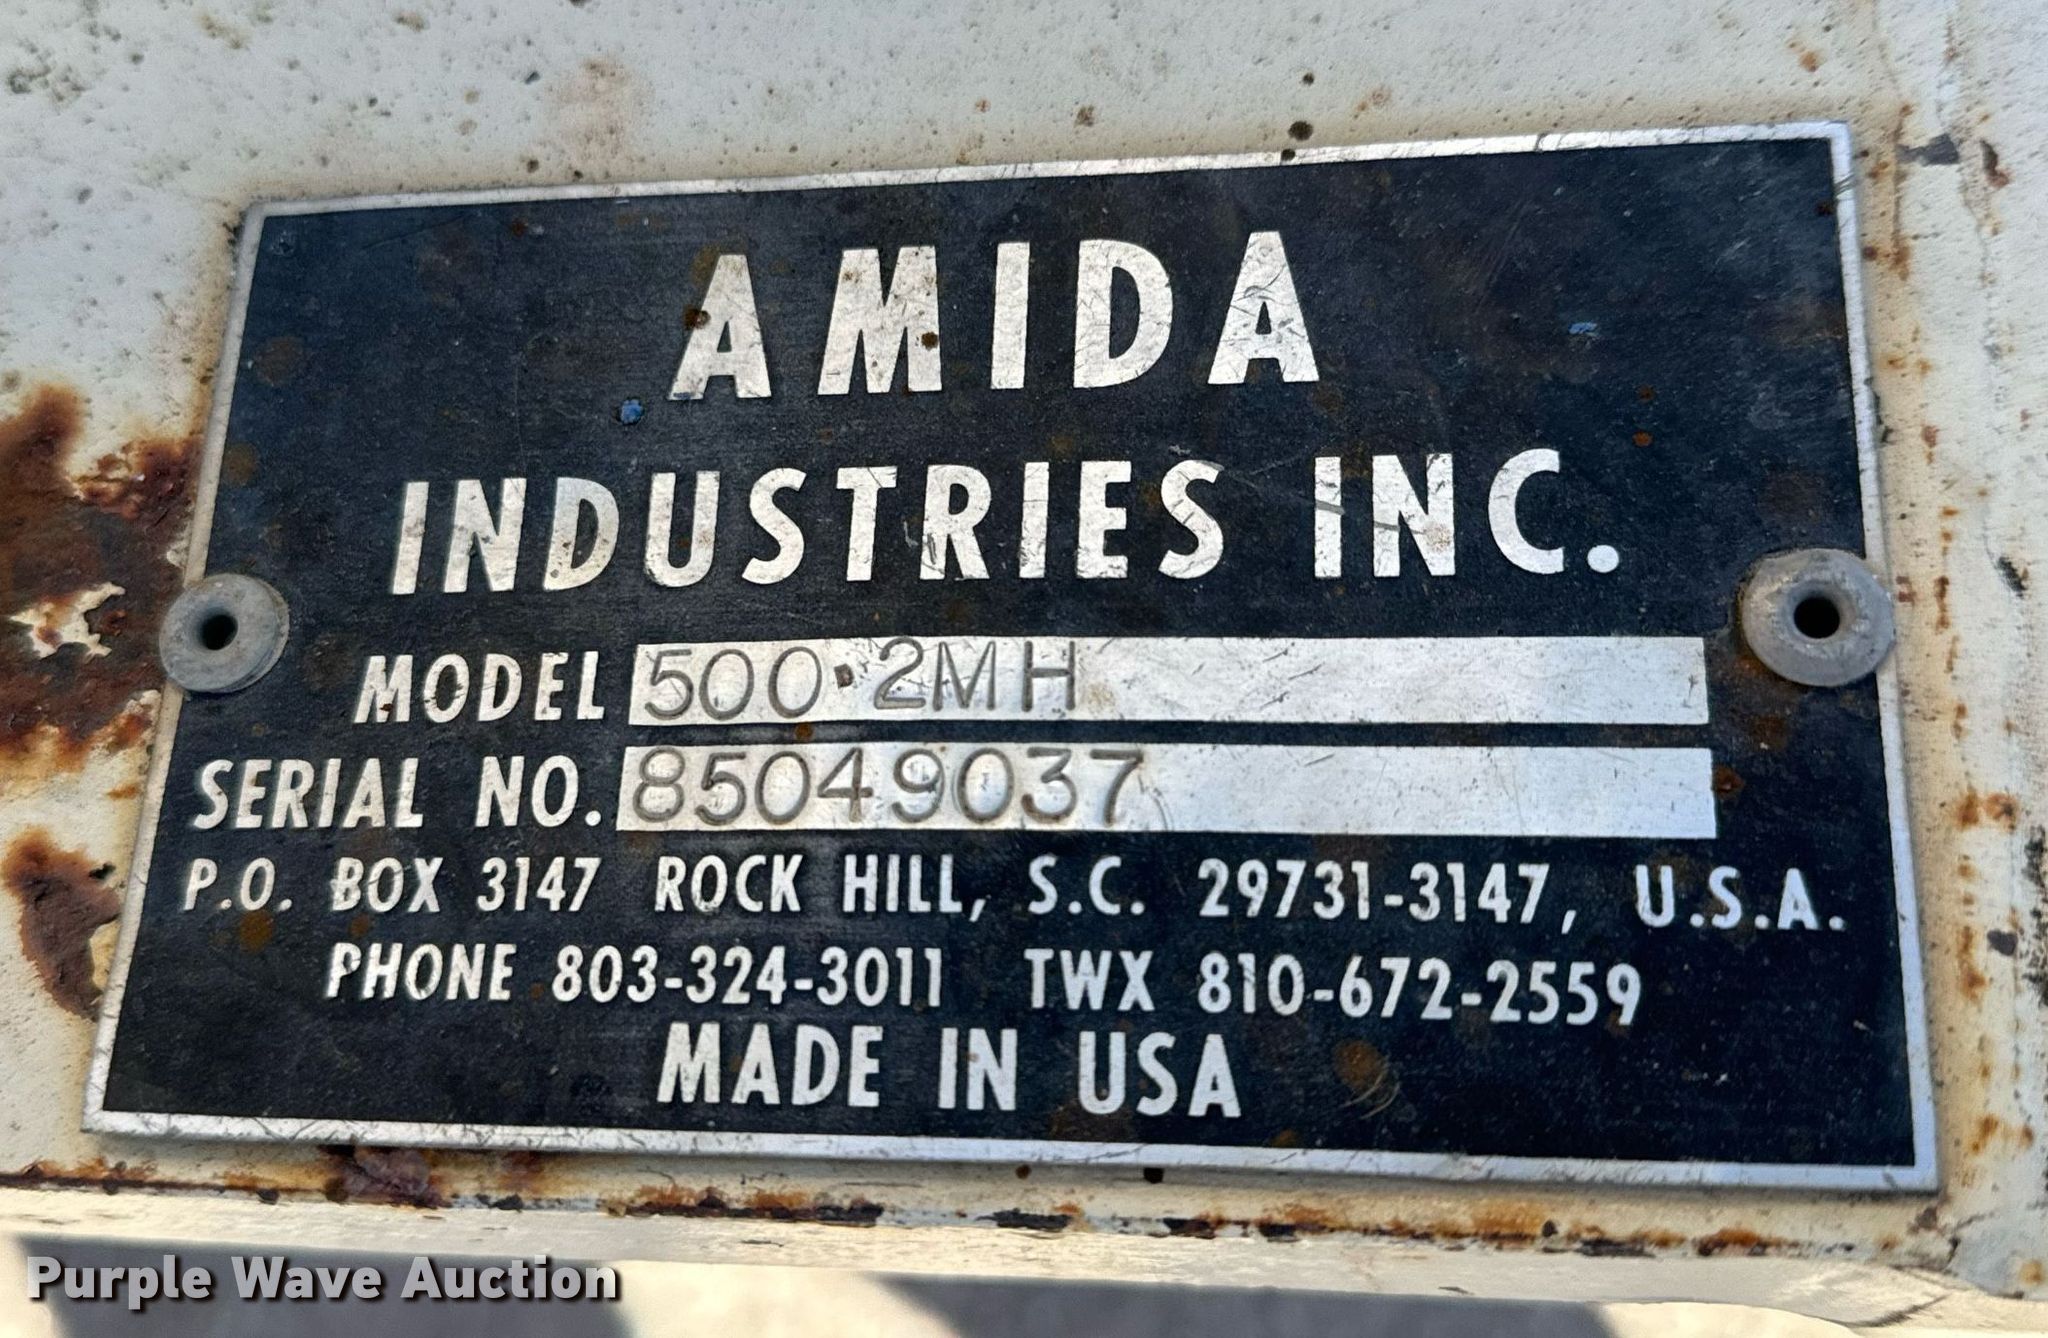 AMIDA
INDUSTRIES INC.
MODEL 500-2MH
SERIAL NO. 85049037
P.O. BOX 3147 ROCK HILL, S.C. 29731-3147, U.S.A.
PHONE 803-324-3011 TWX 810-672-2559
MADE IN USA
Purple Wave Auction